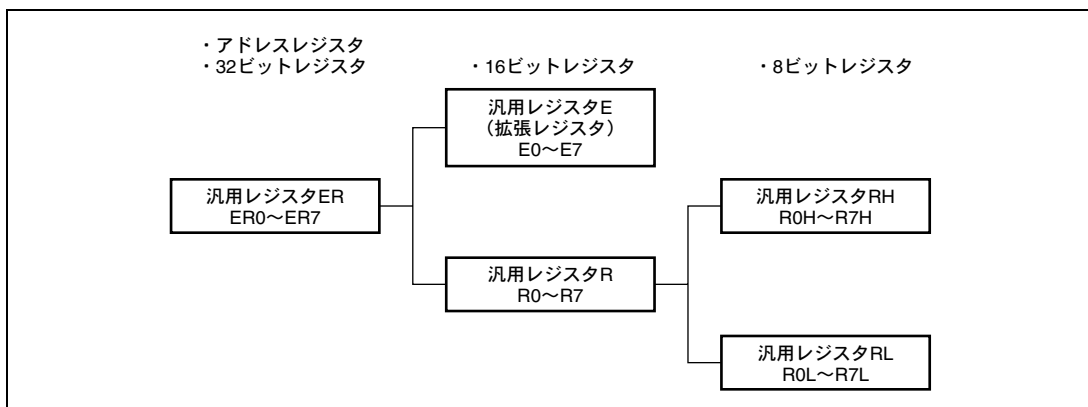 ・アドレスレジスタ
・32ビットレジスタ
・16ビットレジスタ
・8ビットレジスタ
汎用レジスタE
（拡張レジスタ）
E0～E7
汎用レジスタER
ER0～ER7
汎用レジスタRH
R0H～R7H
汎用レジスタR
R0～R7
汎用レジスタRL
R0L～R7L